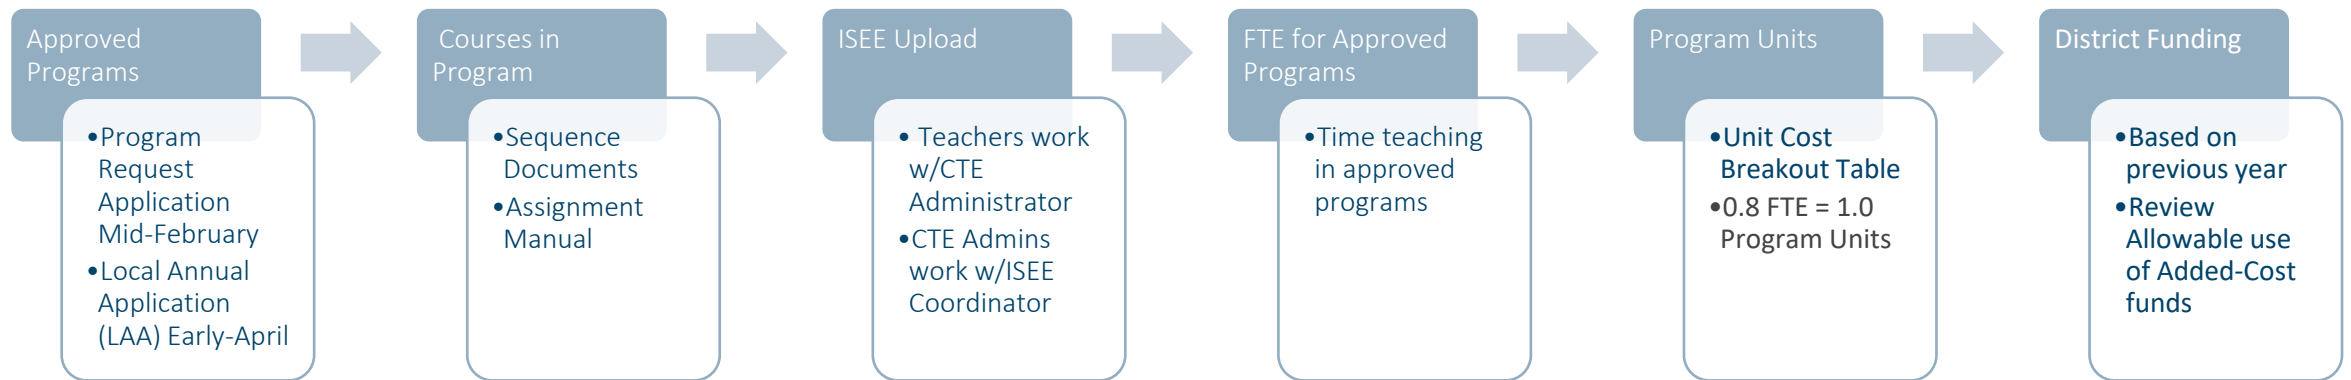 Approved
Programs
•Program
Request
Application
Mid-February
•Local Annual
Application
(LAA) Early-April
Courses in
Program
•Sequence
Documents
•Assignment
Manual
ISEE Upload
• Teachers work
w/CTE
Administrator
•CTE Admins
work w/ISEE
Coordinator
FTE for Approved
Programs
•Time teaching
in approved
programs
Program Units
•Unit Cost
Breakout Table
•0.8 FTE = 1.0
Program Units
District Funding
•Based on
previous year
•Review
Allowable use
of Added-Cost
funds